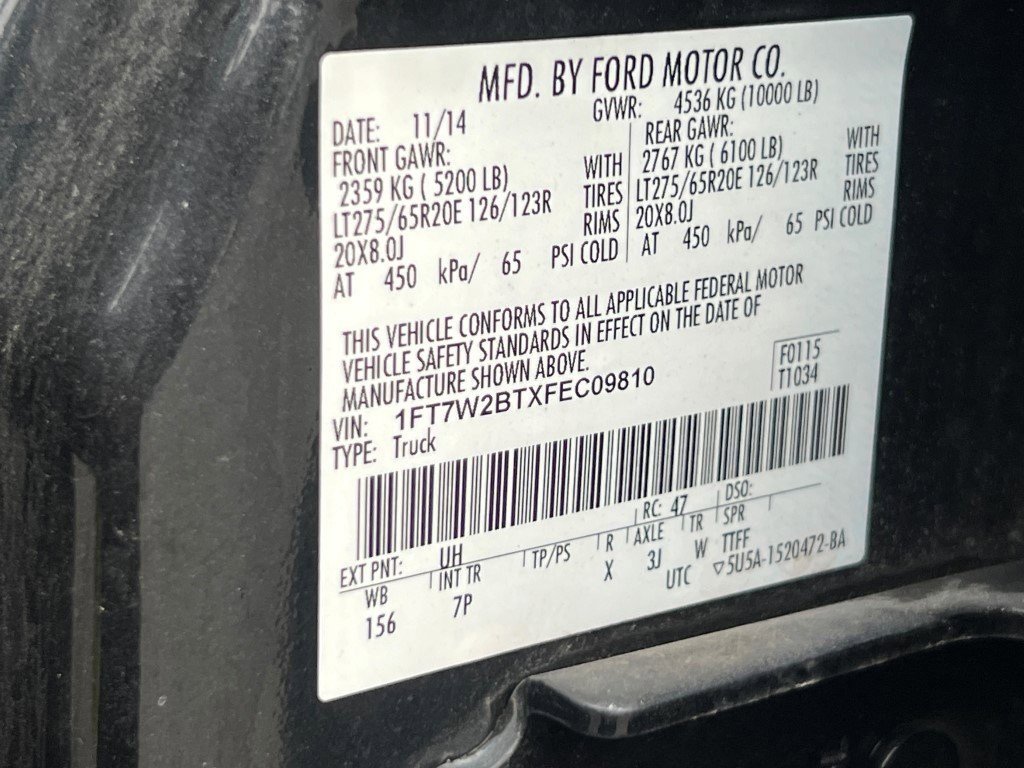 MFD. BY FORD MOTOR CO.
DATE: 11/14 GVWR: 4536 KG (10000 LB)
FRONT GAWR:
2359 KG ( 5200 LB) WITH
LT275/65R20E 126/123R TIRES
20X8.0J RIMS
AT 450 kPa/ 65 PSI COLD
REAR GAWR:
2767 KG ( 6100 LB) WITH
LT275/65R20E 126/123R TIRES
20X8.0J RIMS
AT 450 kPa/ 65 PSI COLD
THIS VEHICLE CONFORMS TO ALL APPLICABLE FEDERAL MOTOR
VEHICLE SAFETY STANDARDS IN EFFECT ON THE DATE OF
MANUFACTURE SHOWN ABOVE.
VIN: 1FT7W2BTXFEC09810
TYPE: Truck
F0115
T1034
EXT PNT: UH RC: 47 DSO:
WB INT TR TP/PS R AXLE TR SPR
156 7P X 3J W TTFF
UTC ▽5U5A-1520472-BA